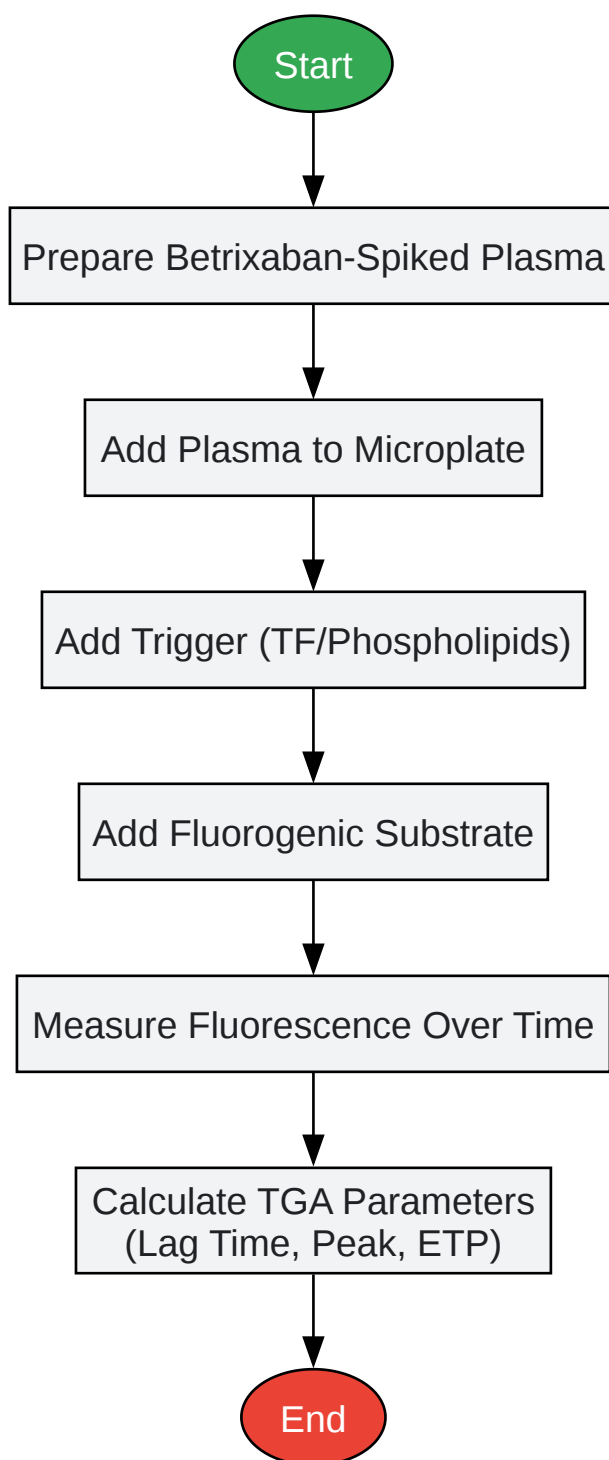 Start
Prepare Betrixaban-Spiked Plasma
Add Plasma to Microplate
Add Trigger (TF/Phospholipids)
Add Fluorogenic Substrate
Measure Fluorescence Over Time
Calculate TGA Parameters
(Lag Time, Peak, ETP)
End